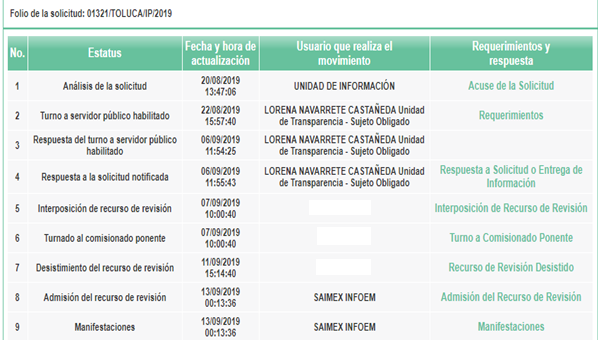 Folio de la solicitud: 01321/TOLUCA/IP/2019
No. Estatus Fecha y hora de actualización Usuario que realiza el movimiento Requerimientos y respuesta
1 Análisis de la solicitud 20/08/2019 13:47:06 UNIDAD DE INFORMACIÓN Acuse de la Solicitud
2 Turno a servidor público habilitado 22/08/2019 15:57:40 LORENA NAVARRETE CASTAÑEDA Unidad de Transparencia - Sujeto Obligado Requerimientos
3 Respuesta del turno a servidor público habilitado 06/09/2019 11:54:25 LORENA NAVARRETE CASTAÑEDA Unidad de Transparencia - Sujeto Obligado
4 Respuesta a la solicitud notificada 06/09/2019 11:55:43 LORENA NAVARRETE CASTAÑEDA Unidad de Transparencia - Sujeto Obligado Respuesta a Solicitud o Entrega de Información
5 Interposición de recurso de revisión 07/09/2019 10:00:40 Interposición de Recurso de Revisión
6 Turnado al comisionado ponente 07/09/2019 10:00:40 Turno a Comisionado Ponente
7 Desistimiento del recurso de revisión 11/09/2019 15:14:40 Recurso de Revisión Desistido
8 Admisión del recurso de revisión 13/09/2019 00:13:36 SAIMEX INFOEM Admisión del Recurso de Revisión
9 Manifestaciones 13/09/2019 00:13:36 SAIMEX INFOEM Manifestaciones